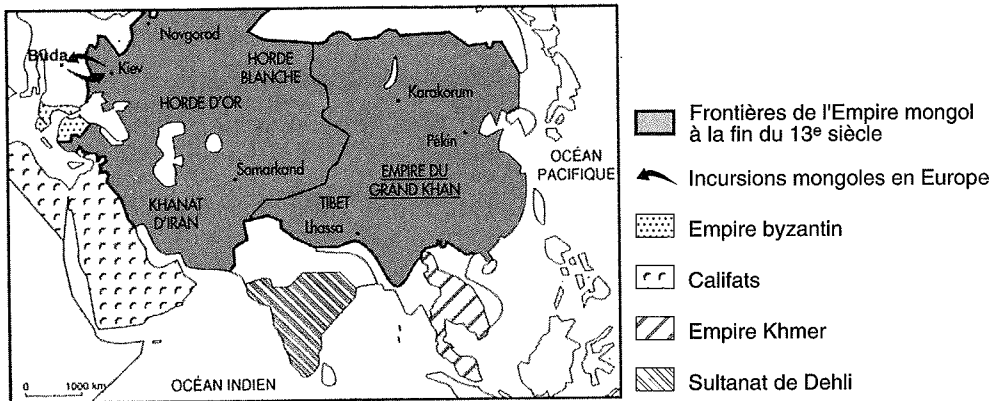 Novgorod
Buda
Kiev
HORDE
BLANCHE
HORDE D'OR
Karakorum
Pékin
Samarkand
EMPIRE DU
GRAND KHAN
KHANAT
D'IRAN
TIBET
Lhassa
OCÉAN
PACIFIQUE
0 1000 km
OCÉAN INDIEN
Frontières de l'Empire mongol
à la fin du 13e siècle
Incursions mongoles en Europe
Empire byzantin
Califats
Empire Khmer
Sultanat de Dehli